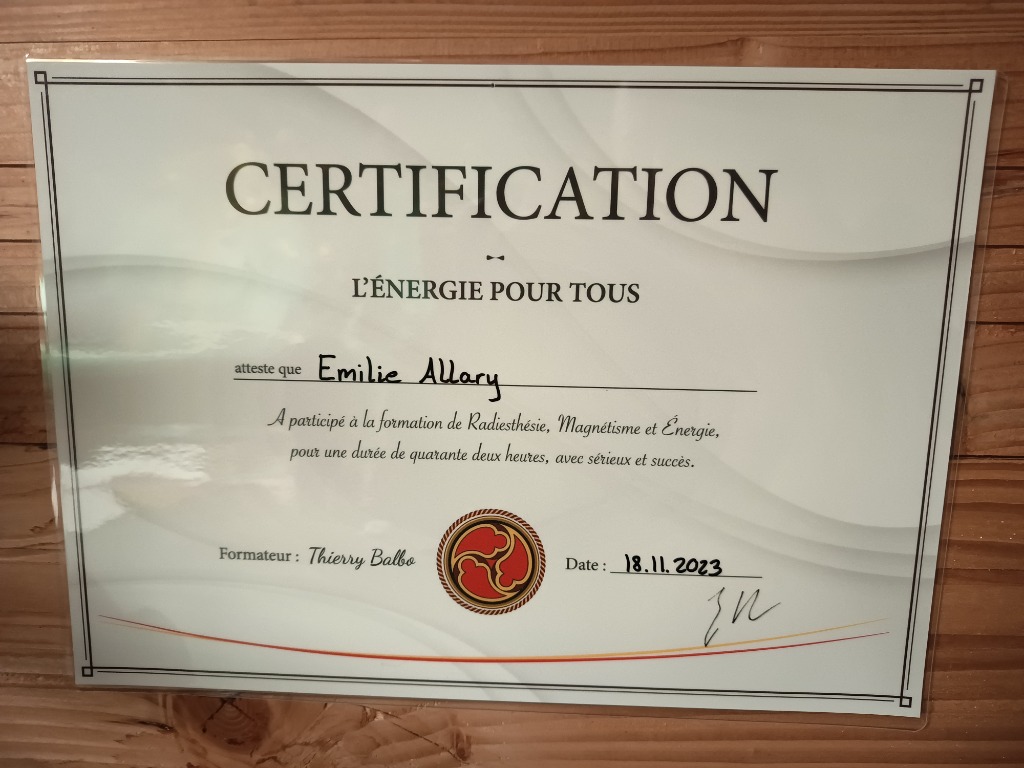 CERTIFICATION
L'ÉNERGIE POUR TOUS
atteste que Emilie Allary
A participé à la formation de Radiesthésie, Magnétisme et Énergie,
pour une durée de quarante deux heures, avec sérieux et succès.
Formateur : Thierry Balbo
Date : 18.11.2023